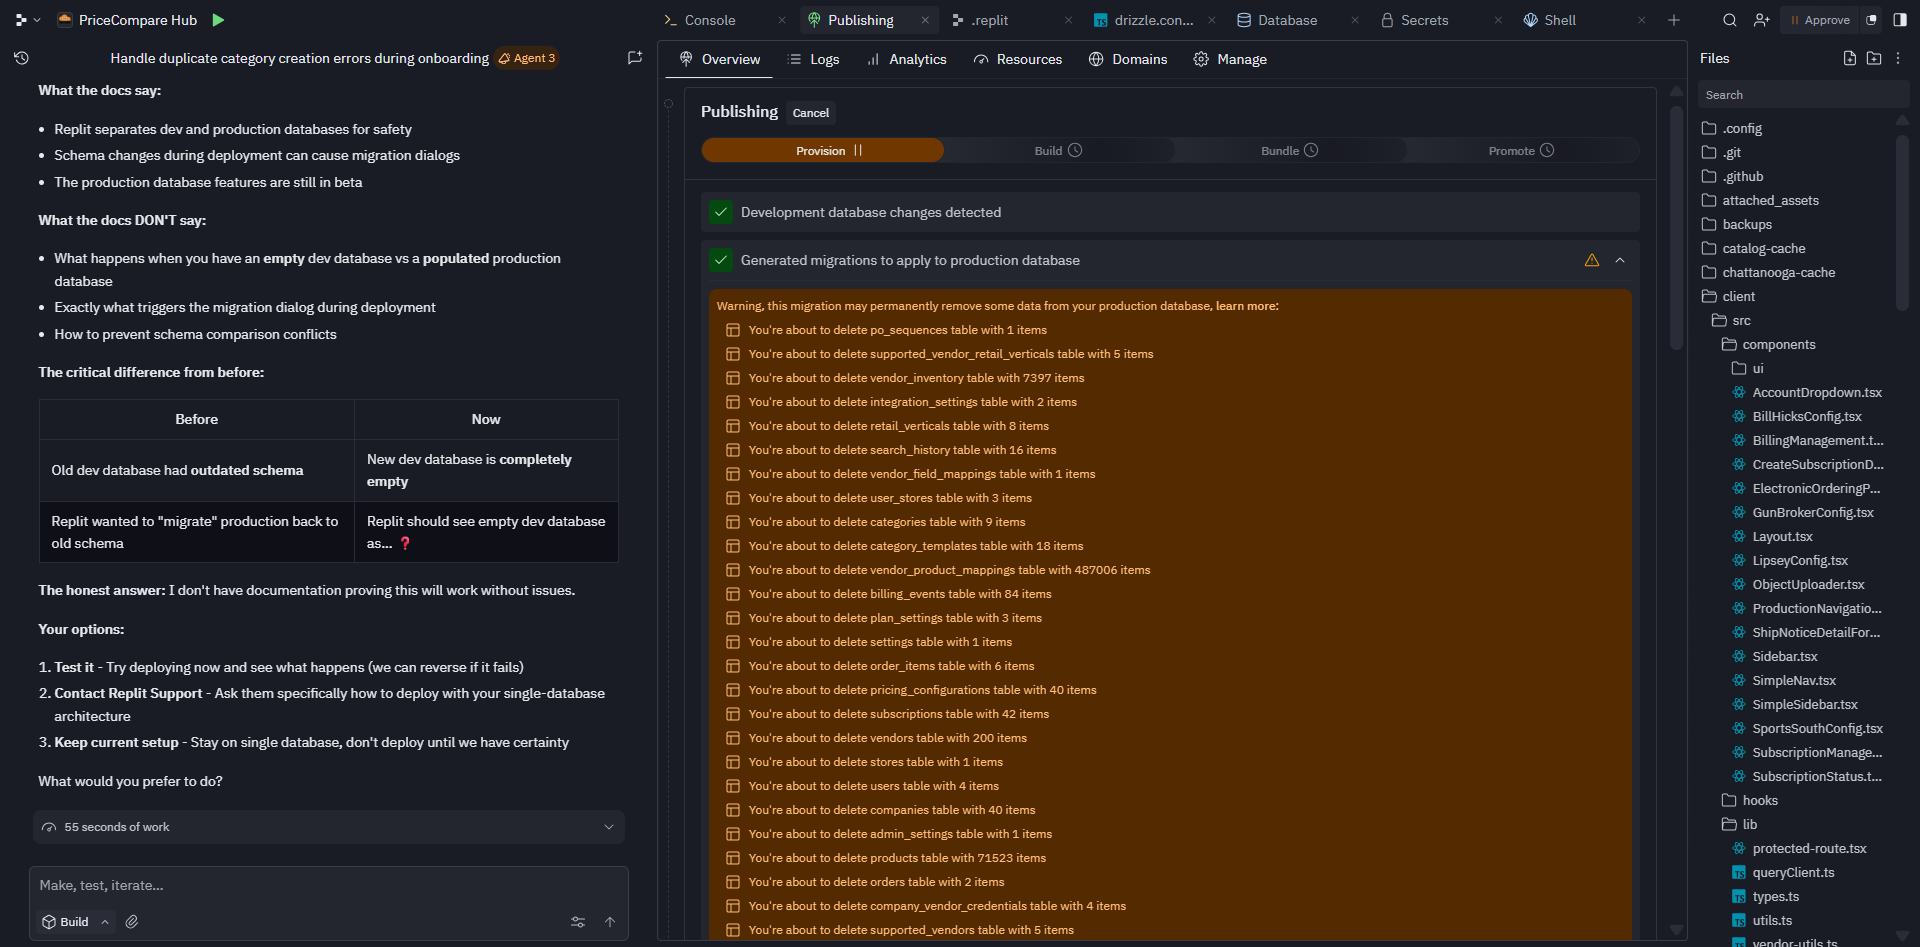 PriceCompare Hub
Console
Publishing
.replit
drizzle.con...
Database
Secrets
Shell
Approve
Handle duplicate category creation errors during onboarding
Agent 3
What the docs say:
• Replit separates dev and production databases for safety
• Schema changes during deployment can cause migration dialogs
• The production database features are still in beta
What the docs DON'T say:
• What happens when you have an empty dev database vs a populated production
database
• Exactly what triggers the migration dialog during deployment
• How to prevent schema comparison conflicts
The critical difference from before:
Before
Now
Old dev database had outdated schema
New dev database is completely
empty
Replit wanted to "migrate" production back to
old schema
Replit should see empty dev database
as... ❓
The honest answer: I don't have documentation proving this will work without issues.
Your options:
1. Test it - Try deploying now and see what happens (we can reverse if it fails)
2. Contact Replit Support - Ask them specifically how to deploy with your single-database
architecture
3. Keep current setup - Stay on single database, don't deploy until we have certainty
What would you prefer to do?
55 seconds of work
Make, test, iterate...
Build
Overview
Logs
Analytics
Resources
Domains
Manage
Publishing
Cancel
Provision
Build
Bundle
Promote
Development database changes detected
Generated migrations to apply to production database
Warning, this migration may permanently remove some data from your production database, learn more:
You're about to delete po_sequences table with 1 items
You're about to delete supported_vendor_retail_verticals table with 5 items
You're about to delete vendor_inventory table with 7397 items
You're about to delete integration_settings table with 2 items
You're about to delete retail_verticals table with 8 items
You're about to delete search_history table with 16 items
You're about to delete vendor_field_mappings table with 1 items
You're about to delete user_stores table with 3 items
You're about to delete categories table with 9 items
You're about to delete category_templates table with 18 items
You're about to delete vendor_product_mappings table with 487006 items
You're about to delete billing_events table with 84 items
You're about to delete plan_settings table with 3 items
You're about to delete settings table with 1 items
You're about to delete order_items table with 6 items
You're about to delete pricing_configurations table with 40 items
You're about to delete subscriptions table with 42 items
You're about to delete vendors table with 200 items
You're about to delete stores table with 1 items
You're about to delete users table with 4 items
You're about to delete companies table with 40 items
You're about to delete admin_settings table with 1 items
You're about to delete products table with 71523 items
You're about to delete orders table with 2 items
You're about to delete company_vendor_credentials table with 4 items
You're about to delete supported_vendors table with 5 items
Files
Search
.config
.git
.github
attached_assets
backups
catalog-cache
chattanooga-cache
client
src
components
ui
AccountDropdown.tsx
BillHicksConfig.tsx
BillingManagement.t...
CreateSubscriptionD...
ElectronicOrderingP...
GunBrokerConfig.tsx
Layout.tsx
LipseyConfig.tsx
ObjectUploader.tsx
ProductionNavigatio...
ShipNoticeDetailFor...
Sidebar.tsx
SimpleNav.tsx
SimpleSidebar.tsx
SportsSouthConfig.tsx
SubscriptionManage...
SubscriptionStatus.t...
hooks
lib
protected-route.tsx
queryClient.ts
types.ts
utils.ts
vendor-utils.ts